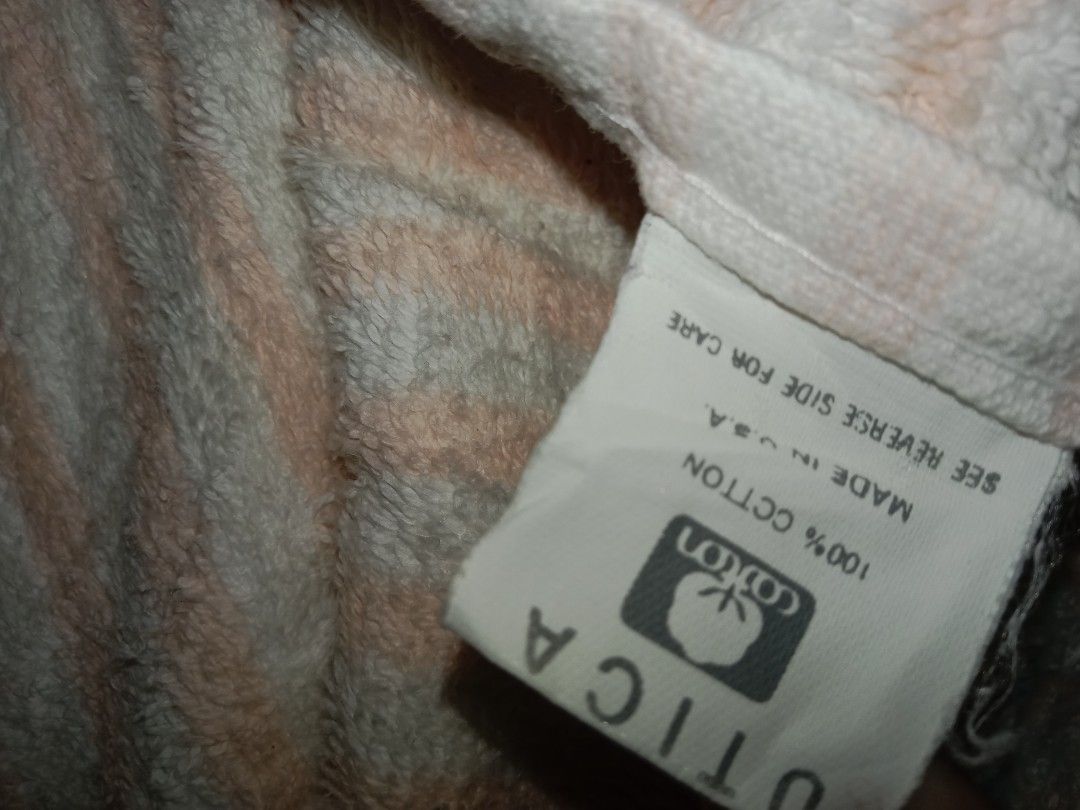 UTICA
cotton
100% COTTON
MADE IN U.S.A.
SEE REVERSE SIDE FOR CARE